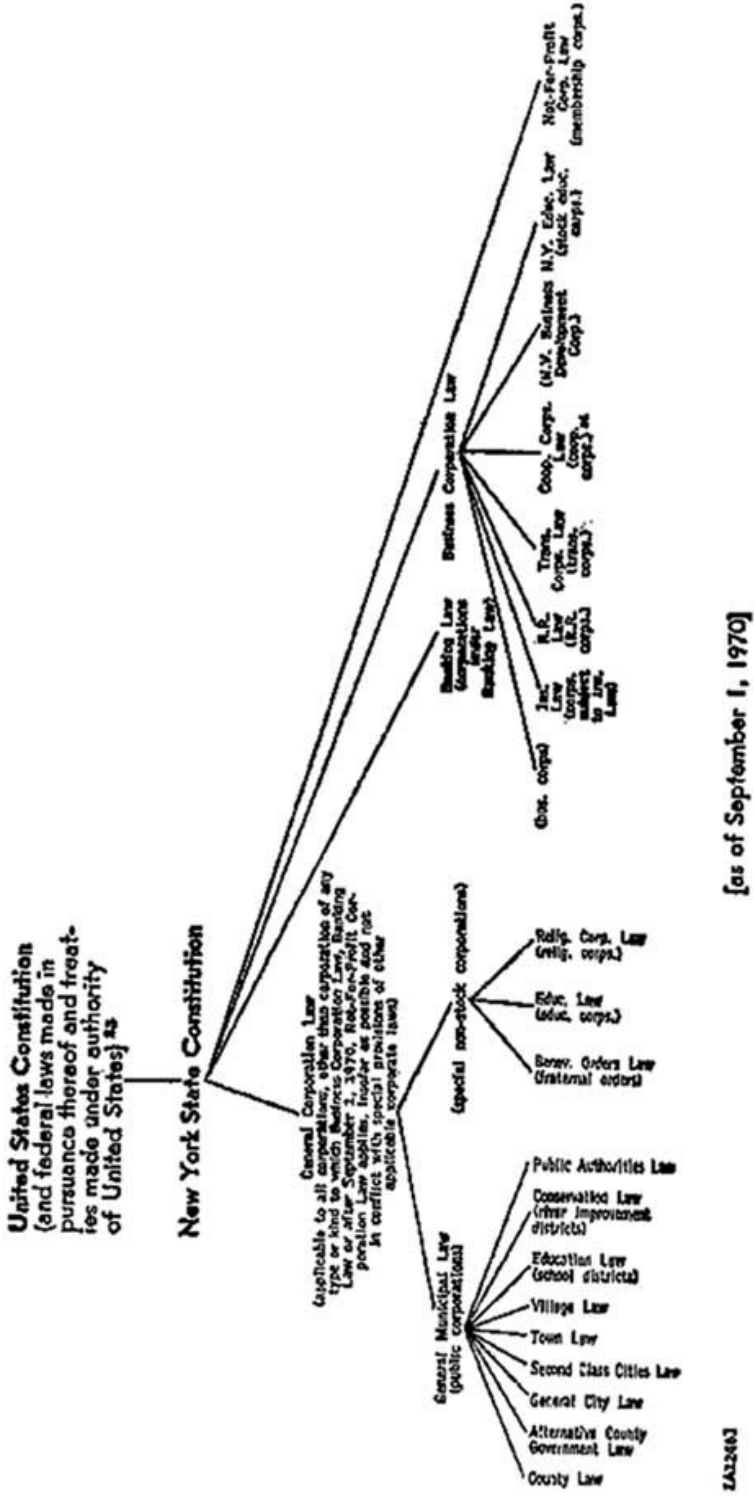 United States Constitution
(and federal laws made in
pursuance thereof and treat-
ies made under authority
of United States)
New York State Constitution
General Corporation Law
(applicable to all corporations, other than corporation of any
type or kind to which Business Corporation Law, Banking
Law or after September 1, 1970, Not-For-Profit Cor-
poration Law applies, insofar as possible and not
in conflict with special provisions of other
applicable corporate laws)
Banking Law
(corporations
under
Banking Law)
Business Corporation Law
General Municipal Law
(public corporations)
(special non-stock corporations)
County Law
Alternative County
Government Law
General City Law
Second Class Cities Law
Town Law
Village Law
Education Law
(school districts)
Conservation Law
(river improvement
districts)
Public Authorities Law
Benev. Orders Law
(fraternal orders)
Educ. Law
(educ. corps.)
Relig. Corp. Law
(relig. corps.)
(bus. corps)
Ins.
Law
(corps.
subject
to Ins.
Law)
R.R.
Law
(R.R.
corps.)
Trans.
Corps. Law
(trans.
corps.)
Coop. Corps.
Law
(coop.
corps.)
(N.Y. Business
Development
Corp.)
N.Y. Educ. Law
(stock educ.
corps.)
Not-For-Profit
Corp. Law
(membership corps.)
[as of September 1, 1970]